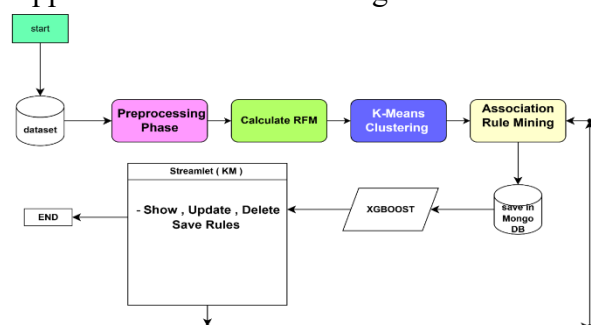 start
dataset
Preprocessing
Phase
Calculate RFM
K-Means
Clustering
Association
Rule Mining
Streamlet ( KM )
- Show , Update , Delete
Save Rules
END
XGBOOST
save in
Mongo
DB